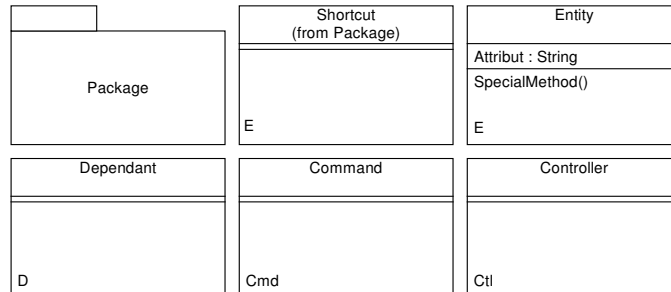 Package
Shortcut
(from Package)
E
Entity
Attribut : String
SpecialMethod()
E
Dependant
D
Command
Cmd
Controller
Ctl